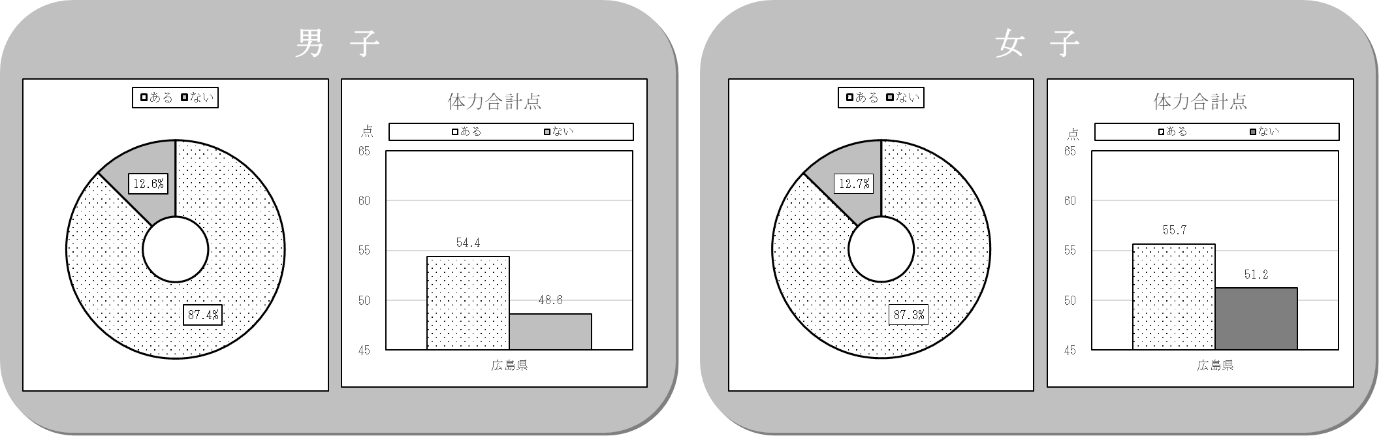 男 子
ある ない
12.6%
87.4%
体力合計点
点
ある ない
65
60
55
50
45
54.4
48.6
広島県
女 子
ある ない
12.7%
87.3%
体力合計点
点
ある ない
65
60
55
50
45
55.7
51.2
広島県